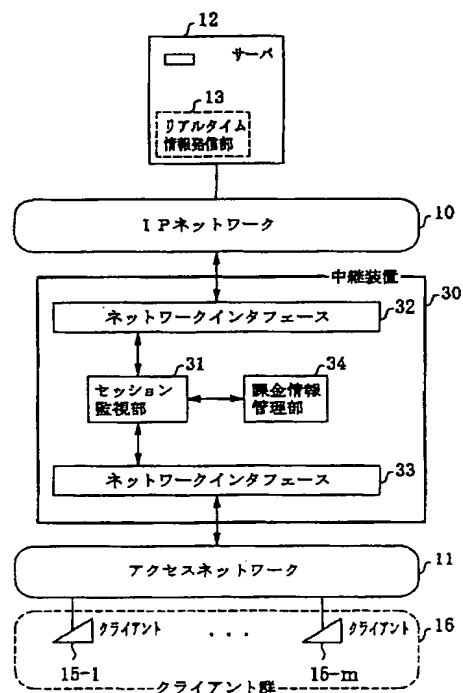 12
サーバ
13
リアルタイム
情報発信部
IPネットワーク
10
中継装置
30
ネットワークインタフェース
32
31
34
セッション
監視部
課金情報
管理部
ネットワークインタフェース
33
アクセスネットワーク
11
クライアント
・・・
クライアント
16
15-1
15-m
クライアント群